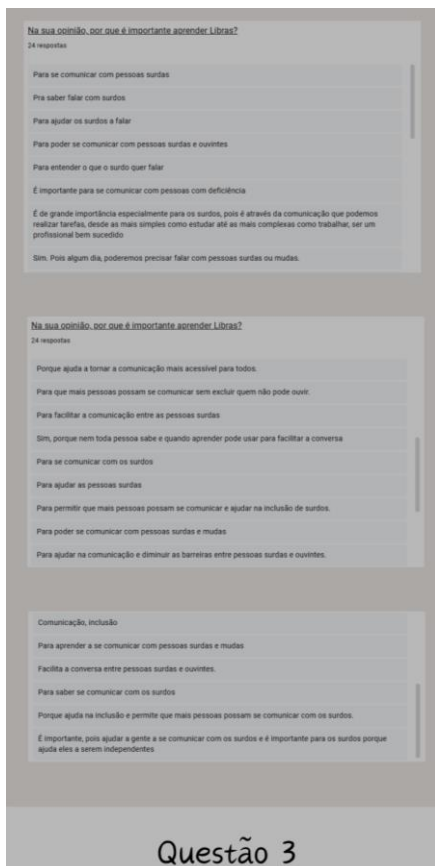 Na sua opinião, por que é importante aprender Libras?
24 respostas
Para se comunicar com pessoas surdas
Pra saber falar com surdos
Para ajudar os surdos a falar
Para poder se comunicar com pessoas surdas e ouvintes
Para entender o que o surdo quer falar
É importante para se comunicar com pessoas com deficiência
É de grande importância especialmente para os surdos, pois é através da comunicação que podemos
realizar tarefas, desde as mais simples como estudar até as mais complexas como trabalhar, ser um
profissional bem sucedido
Sim. Pois algum dia, poderemos precisar falar com pessoas surdas ou mudas.
Na sua opinião, por que é importante aprender Libras?
24 respostas
Porque ajuda a tornar a comunicação mais acessível para todos.
Para que mais pessoas possam se comunicar sem excluir quem não pode ouvir.
Para facilitar a comunicação entre as pessoas surdas
Sim, porque nem toda pessoa sabe e quando aprender pode usar para facilitar a conversa
Para se comunicar com os surdos
Para ajudar as pessoas surdas
Para permitir que mais pessoas possam se comunicar e ajudar na inclusão de surdos.
Para poder se comunicar com pessoas surdas e mudas
Para ajudar na comunicação e diminuir as barreiras entre pessoas surdas e ouvintes.
Comunicação, inclusão
Para aprender a se comunicar com pessoas surdas e mudas
Facilita a conversa entre pessoas surdas e ouvintes.
Para saber se comunicar com os surdos
Porque ajuda na inclusão e permite que mais pessoas possam se comunicar com os surdos.
É importante, pois ajudar a gente a se comunicar com os surdos e é importante para os surdos porque
ajuda eles a serem independentes
Questão 3